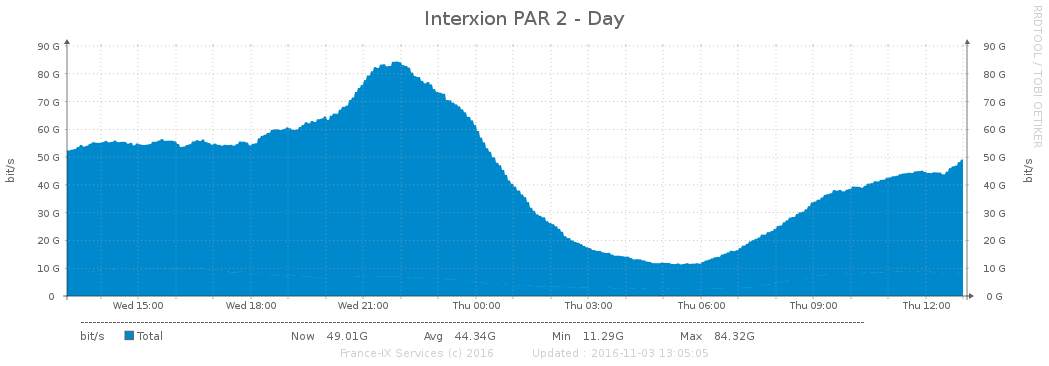 Interxion PAR 2 - Day
RRDTOOL / TOBI OETIKER
90 G 90 G
80 G 80 G
70 G 70 G
60 G 60 G
50 G 50 G
40 G 40 G
30 G 30 G
20 G 20 G
10 G 10 G
0 0 G
bit/s
bit/s
Wed 15:00 Wed 18:00 Wed 21:00 Thu 00:00 Thu 03:00 Thu 06:00 Thu 09:00 Thu 12:00
bit/s Total Now 49.01G Avg 44.34G Min 11.29G Max 84.32G
France-IX Services (c) 2016 Updated : 2016-11-03 13:05:05